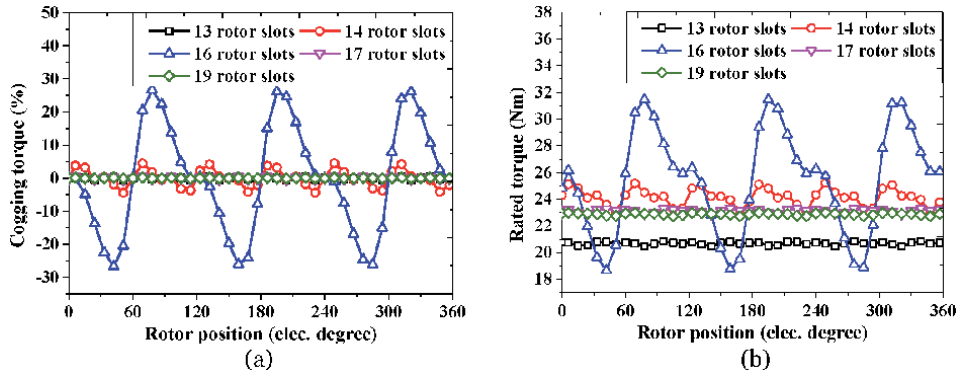 (a)
13 rotor slots
14 rotor slots
16 rotor slots
17 rotor slots
19 rotor slots
50
40
30
20
10
0
-10
-20
-30
Cogging torque (%)
0
60
120
180
240
300
360
Rotor position (elec. degree)
(a)
(b)
13 rotor slots
14 rotor slots
16 rotor slots
17 rotor slots
19 rotor slots
38
36
34
32
30
28
26
24
22
20
18
Rated torque (Nm)
0
60
120
180
240
300
360
Rotor position (elec. degree)
(b)